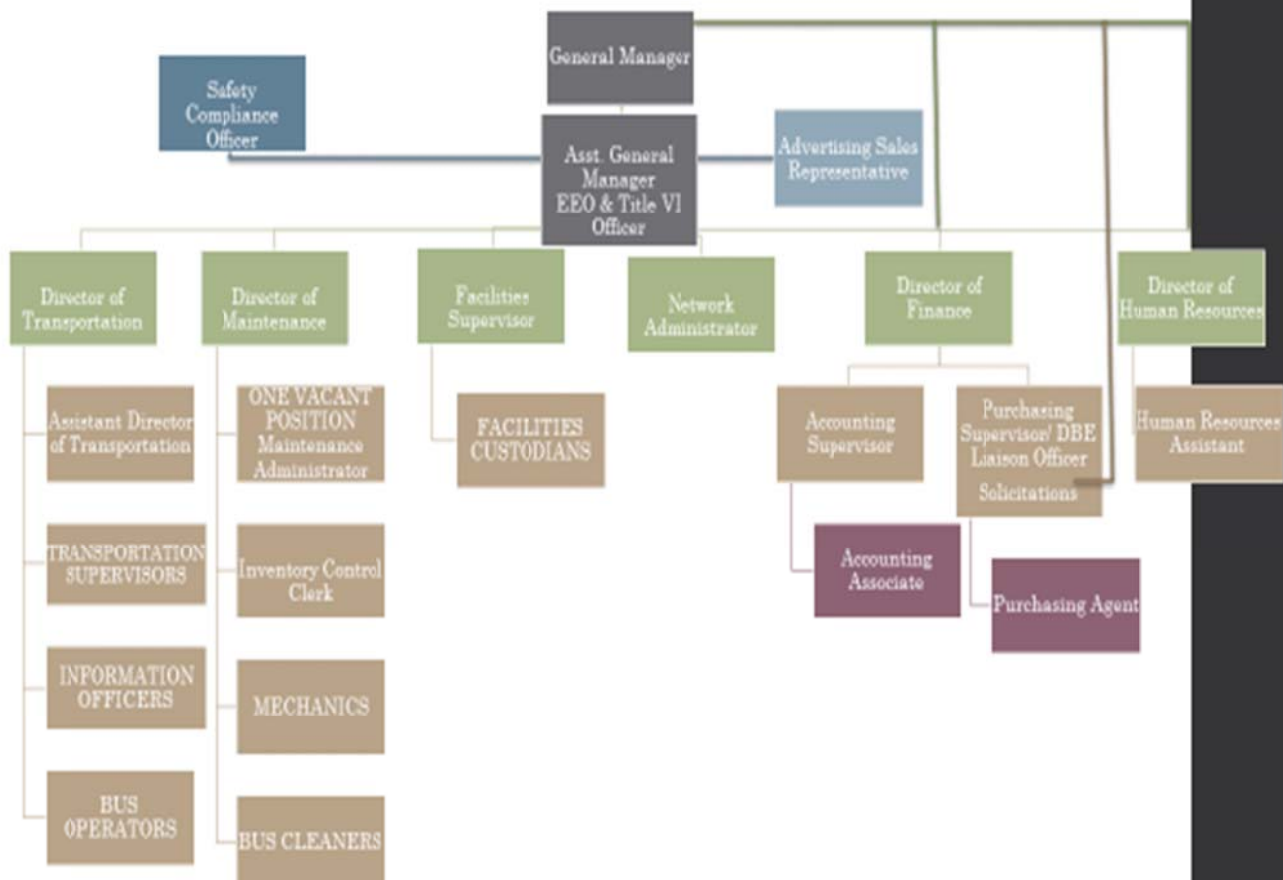 General Manager
Safety
Compliance
Officer
Asst. General
Manager
EEO & Title VI
Officer
Advertising Sales
Representative
Director of
Transportation
Director of
Maintenance
Facilities
Supervisor
Network
Administrator
Director of
Finance
Director of
Human Resources
Assistant Director
of Transportation
ONE VACANT
POSITION
Maintenance
Administrator
FACILITIES
CUSTODIANS
Accounting
Supervisor
Purchasing
Supervisor/ DBE
Liaison Officer
Solicitations
Human Resources
Assistant
TRANSPORTATION
SUPERVISORS
Inventory Control
Clerk
Accounting
Associate
Purchasing Agent
INFORMATION
OFFICERS
MECHANICS
BUS
OPERATORS
BUS CLEANERS